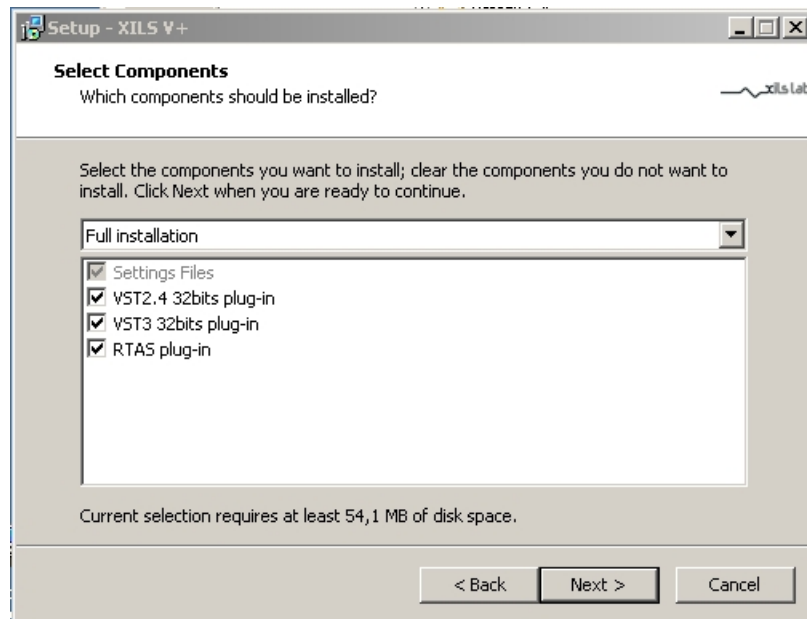 Setup - XILS V+
Select Components
Which components should be installed?
xils lab
Select the components you want to install; clear the components you do not want to
install. Click Next when you are ready to continue.
Full installation
Settings Files
VST2.4 32bits plug-in
VST3 32bits plug-in
RTAS plug-in
Current selection requires at least 54,1 MB of disk space.
< Back
Next >
Cancel